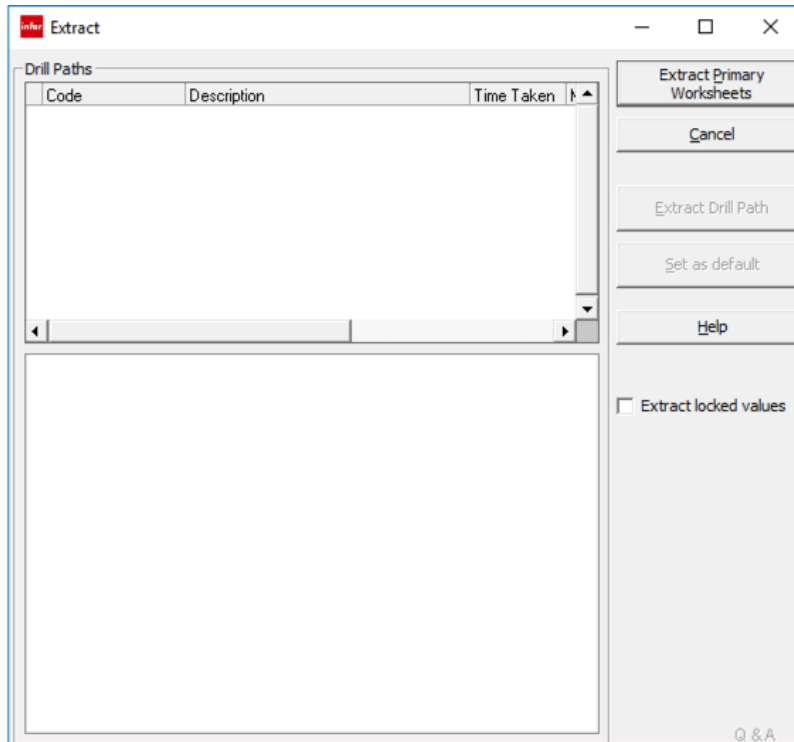 infor Extract
Drill Paths
Code Description Time Taken
Extract Primary
Worksheets
Cancel
Extract Drill Path
Set as default
Help
Extract locked values
Q & A